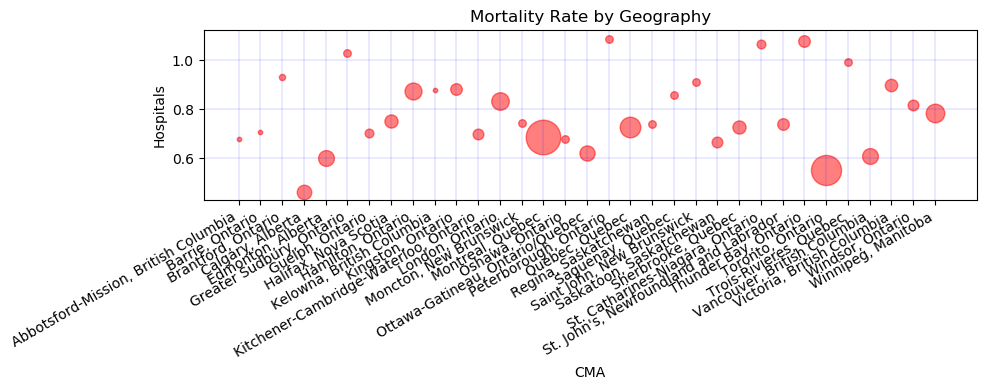 Mortality Rate by Geography
Hospitals
1.0
0.8
0.6
Abbotsford-Mission, British Columbia
Barrie, Ontario
Brantford, Ontario
Calgary, Alberta
Edmonton, Alberta
Greater Sudbury, Ontario
Guelph, Ontario
Halifax, Nova Scotia
Hamilton, Ontario
Kelowna, British Columbia
Kingston, Ontario
Kitchener-Cambridge-Waterloo, Ontario
London, Ontario
Moncton, New Brunswick
Montreal, Quebec
Oshawa, Ontario
Ottawa-Gatineau, Ontario/Quebec
Peterborough, Ontario
Quebec, Quebec
Regina, Saskatchewan
Saguenay, Quebec
Saint John, New Brunswick
Saskatoon, Saskatchewan
Sherbrooke, Quebec
St. Catharines-Niagara, Ontario
St. John's, Newfoundland and Labrador
Thunder Bay, Ontario
Toronto, Ontario
Trois-Rivieres, Quebec
Vancouver, British Columbia
Victoria, British Columbia
Windsor, Ontario
Winnipeg, Manitoba
CMA